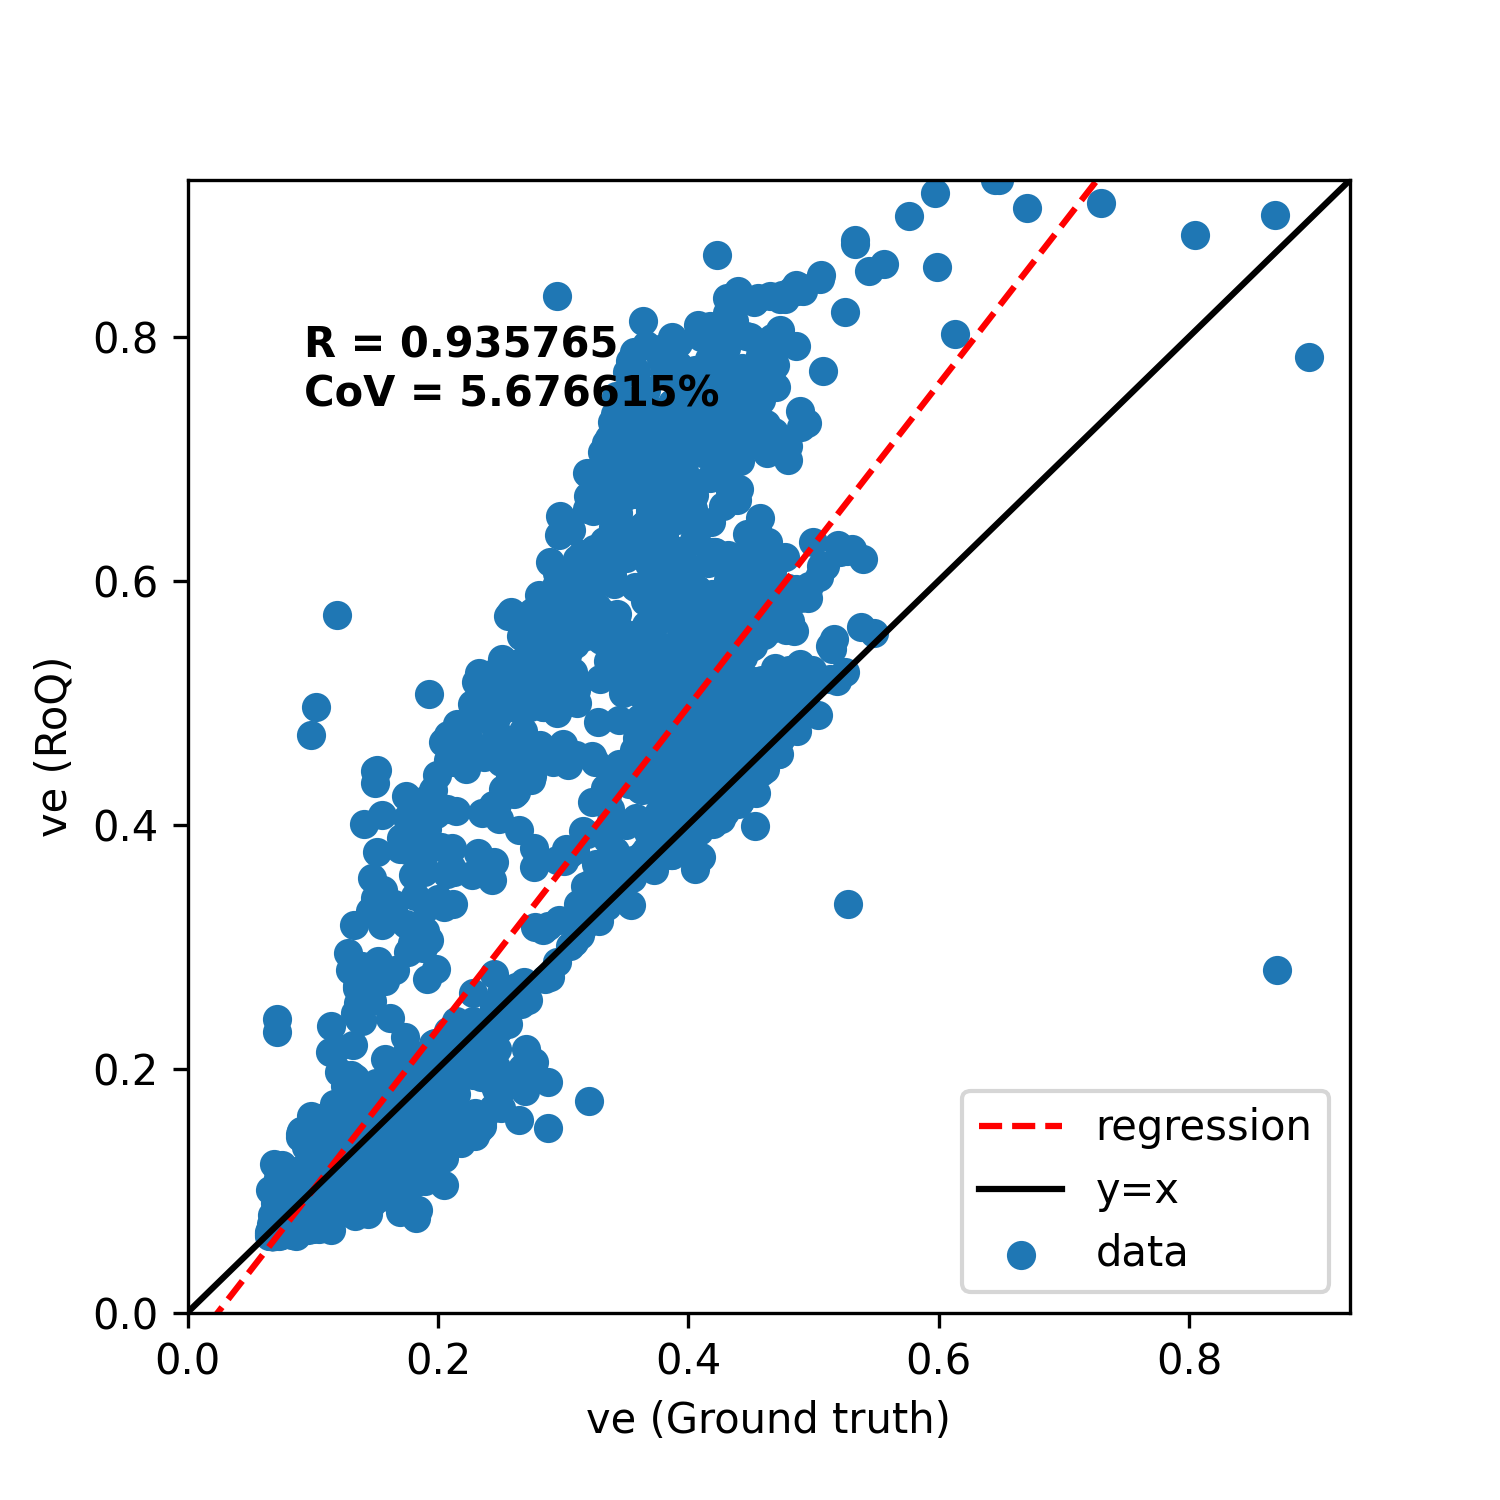 R = 0.935765
CoV = 5.676615%
0.8
0.6
0.4
0.2
0.0
ve (RoQ)
0.0 0.2 0.4 0.6 0.8
ve (Ground truth)
regression
y=x
data